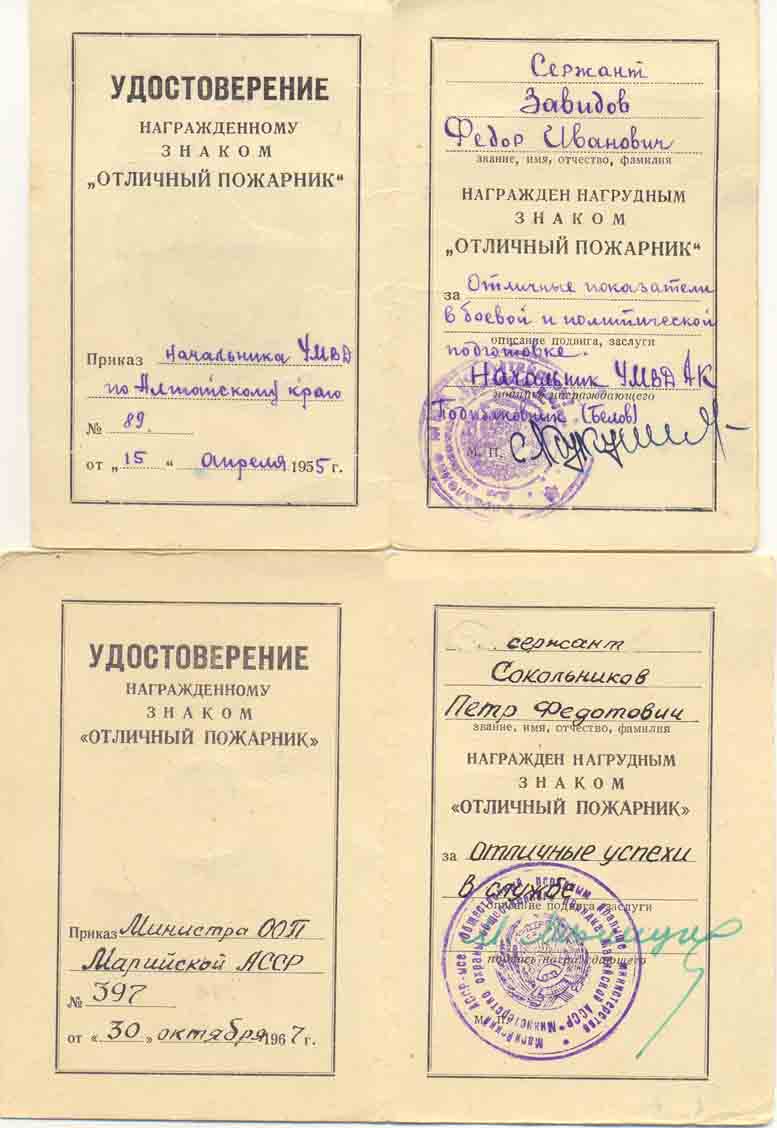 УДОСТОВЕРЕНИЕ
НАГРАЖДЕННОМУ
ЗНАКОМ
„ОТЛИЧНЫЙ ПОЖАРНИК“
Приказ Начальника УМВД
по Алтайскому краю
№ 89.
от „15“ апреля 1955 г.
Сержант
Завидов
Федор Иванович
звание, имя, отчество, фамилия
НАГРАЖДЕН НАГРУДНЫМ
ЗНАКОМ
„ОТЛИЧНЫЙ ПОЖАРНИК“
за Отличные показатели
в боевой и политической
описание подвига, заслуги
подготовке.
Начальник УМВД АК
подпись награждающего
(Белов)
М. П.
УДОСТОВЕРЕНИЕ
НАГРАЖДЕННОМУ
ЗНАКОМ
«ОТЛИЧНЫЙ ПОЖАРНИК»
Приказ Министра ООП
Марийской АССР
№ 397
от «30» октября 1967 г.
сержант
Сокольников
Петр Федотович
звание, имя, отчество, фамилия
НАГРАЖДЕН НАГРУДНЫМ
ЗНАКОМ
«ОТЛИЧНЫЙ ПОЖАРНИК»
за отличные успехи
в службе
описание подвига, заслуги
подпись награждающего
М. П.